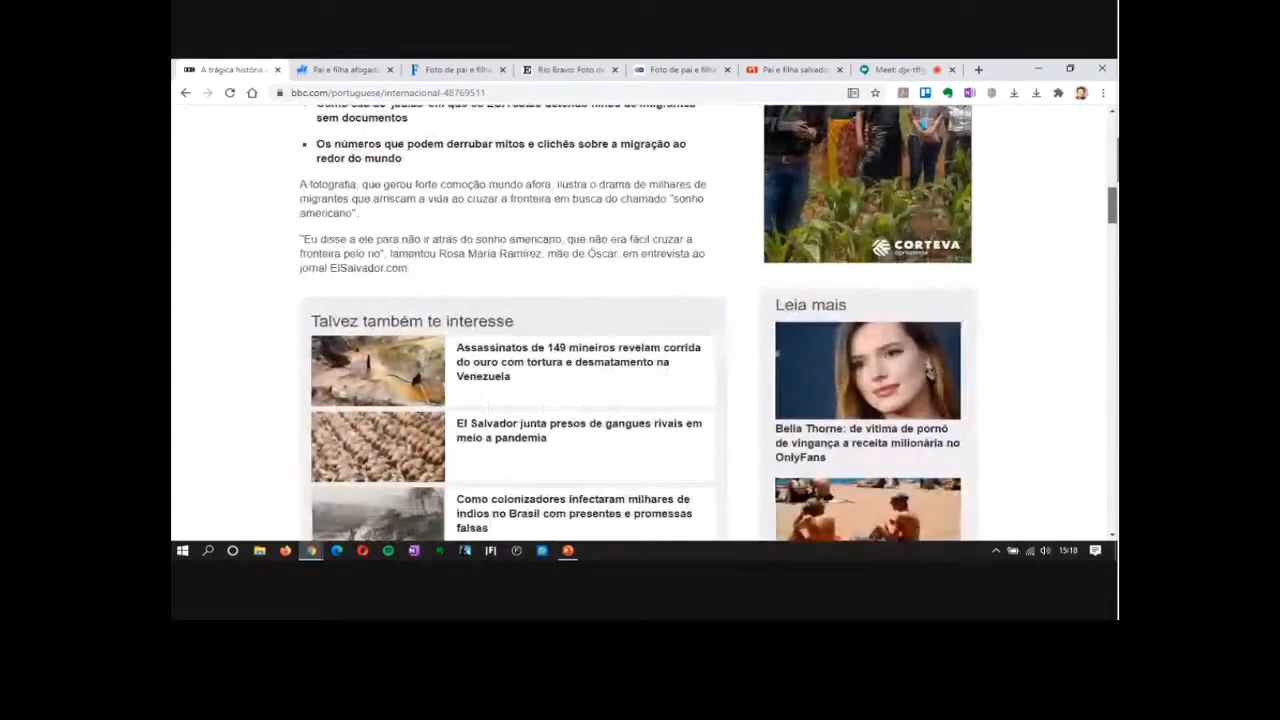 A trágica históri
Pai e filha afogado
Foto de pai e filha
Rio Bravo: Foto de
Foto de pai e filha
Pai e filha salvado
Meet: djx-tffg
bbc.com/portuguese/internacional-48769511
sem documentos
Os números que podem derrubar mitos e clichês sobre a migração ao
redor do mundo
A fotografia, que gerou forte comoção mundo afora, ilustra o drama de milhares de
migrantes que arriscam a vida ao cruzar a fronteira em busca do chamado "sonho
americano".
"Eu disse a ele para não ir atrás do sonho americano, que não era fácil cruzar a
fronteira pelo rio", lamentou Rosa María Ramírez, mãe de Óscar, em entrevista ao
jornal ElSalvador.com.
CORTEVA
Talvez também te interesse
Assassinatos de 149 mineiros revelam corrida
do ouro com tortura e desmatamento na
Venezuela
El Salvador junta presos de gangues rivais em
meio a pandemia
Como colonizadores infectaram milhares de
índios no Brasil com presentes e promessas
falsas
Leia mais
Bella Thorne: de vítima de pornô
de vingança a receita milionária no
OnlyFans
15:18